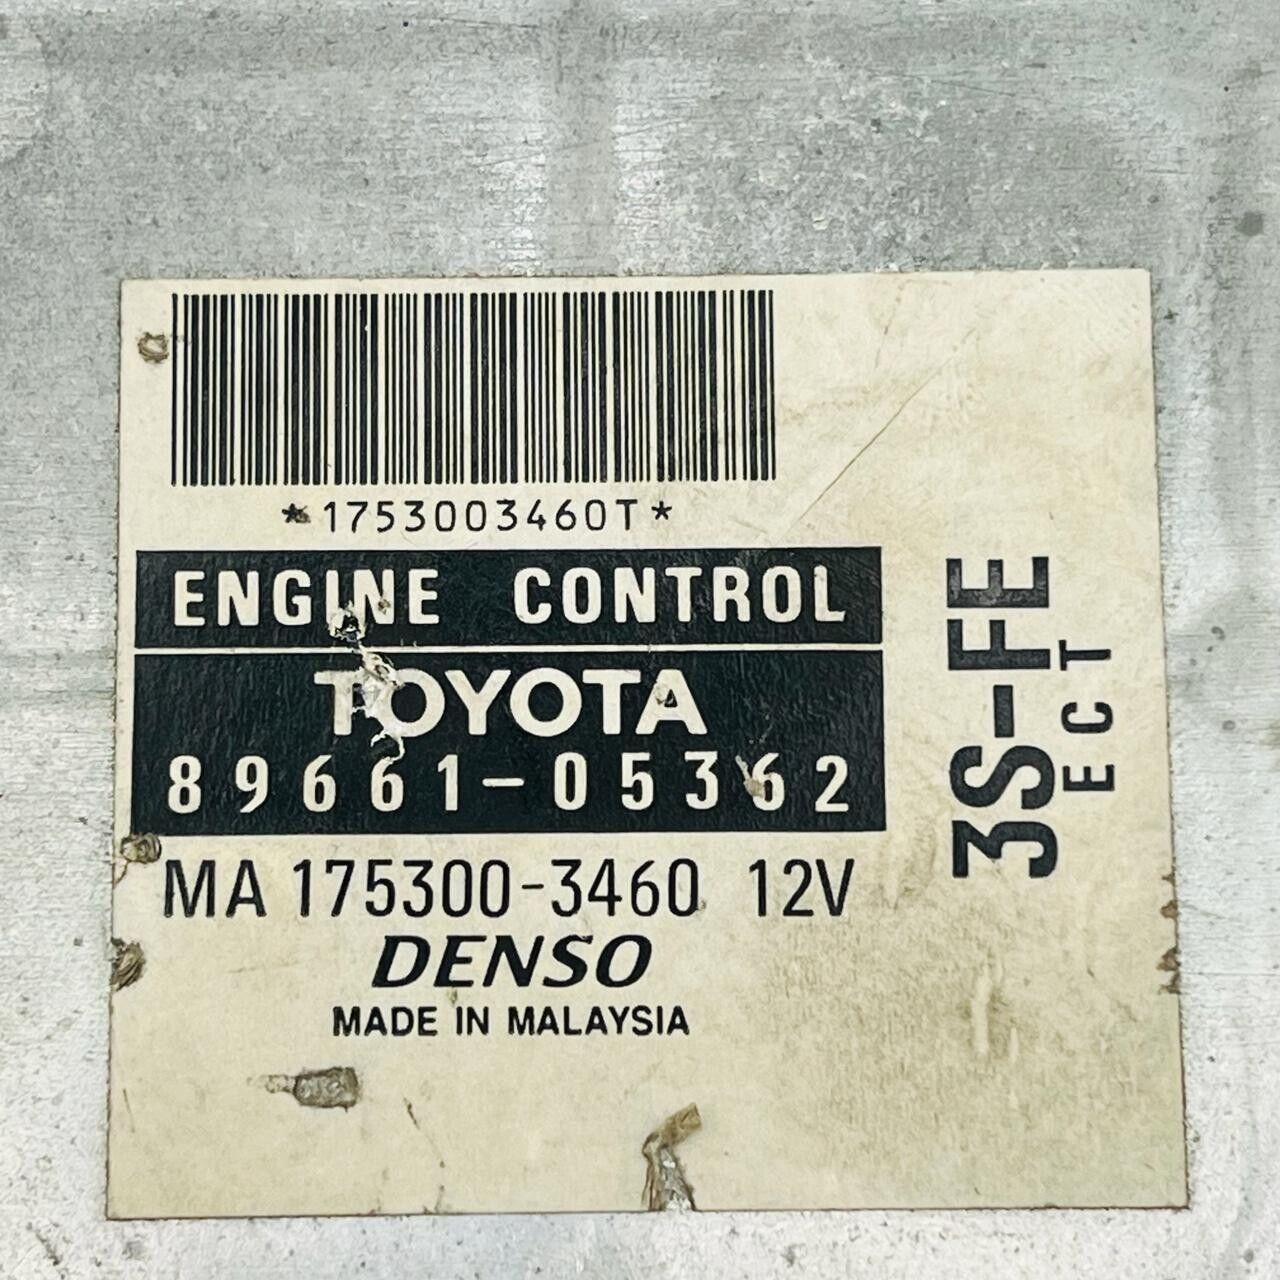 *1753003460T*
ENGINE CONTROL
TOYOTA
89661-05362
MA 175300-3460 12V
DENSO
MADE IN MALAYSIA
3S-FE
ECT